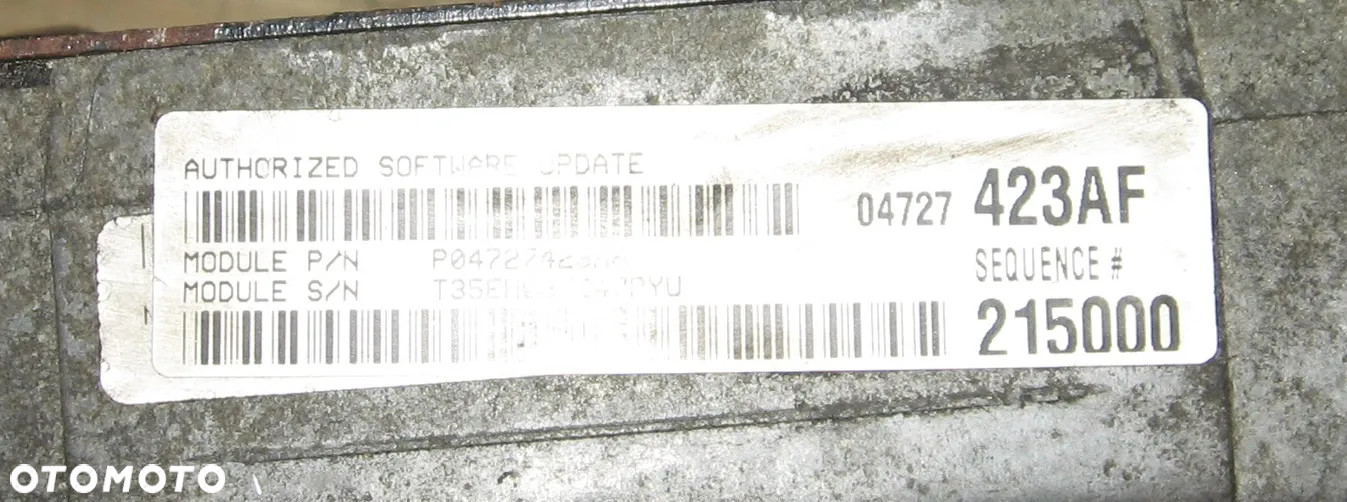 AUTHORIZED SOFTWARE UPDATE
04727 423AF
MODULE P/N
MODULE S/N
SEQUENCE #
215000
OTOMOTO